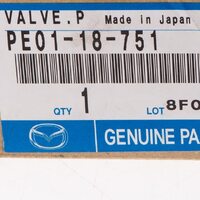 VALVE.P Made in Japan
PE01-18-751
QTY 1 LOT 8F0
GENUINE PA